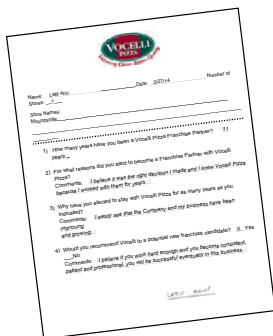 VOCELLI
PIZZA
Name: Date: 2/27/14 Number of
Stores: 1
Store Names:
Moundsville
1) How many years have you been a Vocelli Pizza Franchise Partner? 11
years
2) For what reasons did you want to become a Franchise Partner with Vocelli
Pizza?
Comments: I believe it was the right decision I made and I knew Vocelli Pizza
because I worked with them for years.
3) Why have you elected to stay with Vocelli Pizza for as many years as you
indicated?
Comments: I easily see that the Company and my business have been
improving
and growing.
4) Would you recommend Vocelli to a potential new franchise candidate? X Yes
No
Comments: I believe if you work hard enough and you become consistent,
patient and professional, you will be successful eventually in this business.